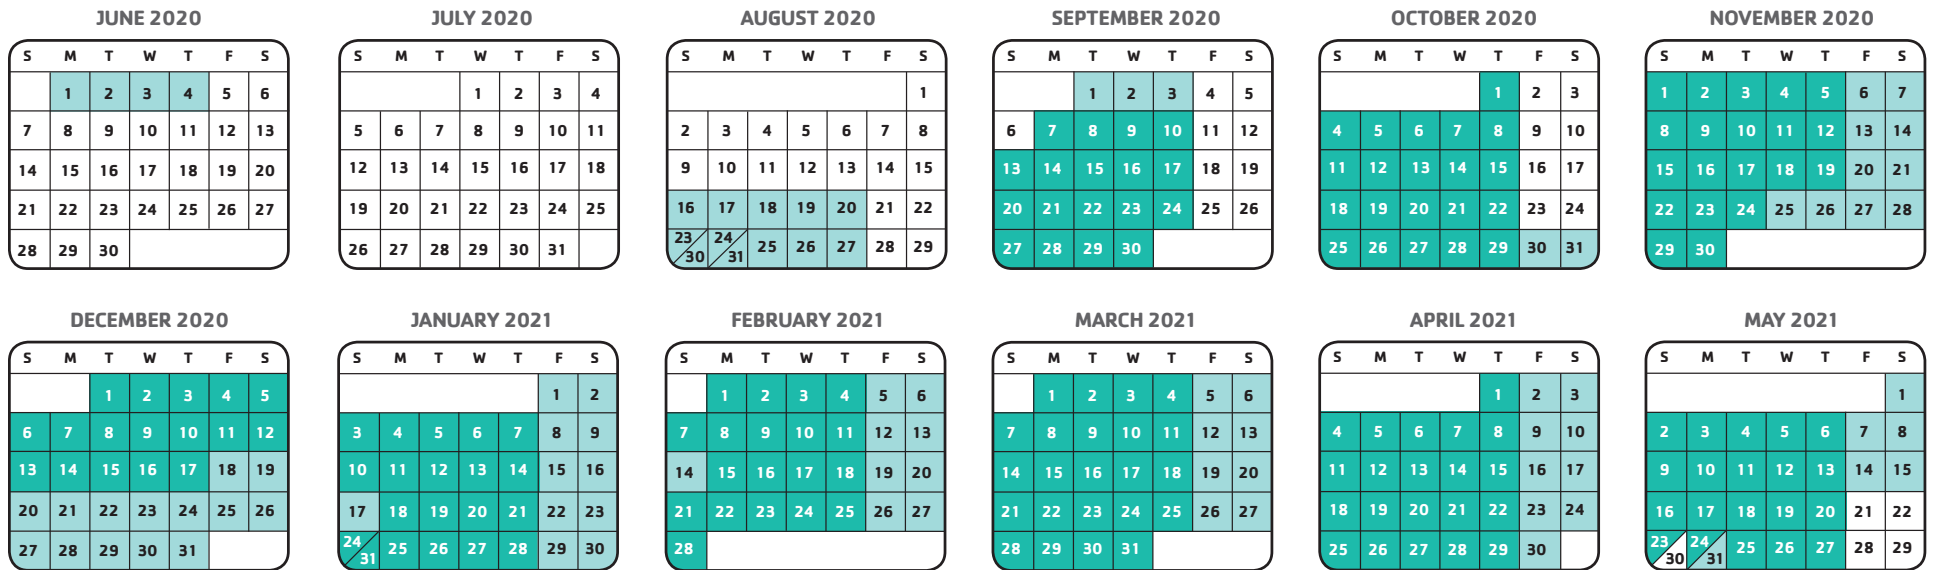 JUNE 2020 JULY 2020 AUGUST 2020 SEPTEMBER 2020 OCTOBER 2020 NOVEMBER 2020
S M T W T F S S M T W T F S S M T W T F S S M T W T F S S M T W T F S S M T W T F S
1 2 3 4 5 6 1 2 3 4 1 1 2 3 4 5 1 2 3 1 2 3 4 5 6 7
7 8 9 10 11 12 13 5 6 7 8 9 10 11 2 3 4 5 6 7 8 6 7 8 9 10 11 12 4 5 6 7 8 9 10 8 9 10 11 12 13 14
14 15 16 17 18 19 20 12 13 14 15 16 17 18 9 10 11 12 13 14 15 13 14 15 16 17 18 19 11 12 13 14 15 16 17 15 16 17 18 19 20 21
21 22 23 24 25 26 27 19 20 21 22 23 24 25 16 17 18 19 20 21 22 20 21 22 23 24 25 26 18 19 20 21 22 23 24 22 23 24 25 26 27 28
28 29 30 26 27 28 29 30 31 23/30 24/31 25 26 27 28 29 27 28 29 30 25 26 27 28 29 30 31 29 30
DECEMBER 2020 JANUARY 2021 FEBRUARY 2021 MARCH 2021 APRIL 2021 MAY 2021
S M T W T F S S M T W T F S S M T W T F S S M T W T F S S M T W T F S S M T W T F S
1 2 3 4 5 1 2 1 2 3 4 5 6 1 2 3 4 5 6 1 2 3 1
6 7 8 9 10 11 12 3 4 5 6 7 8 9 7 8 9 10 11 12 13 7 8 9 10 11 12 13 4 5 6 7 8 9 10 2 3 4 5 6 7 8
13 14 15 16 17 18 19 10 11 12 13 14 15 16 14 15 16 17 18 19 20 14 15 16 17 18 19 20 11 12 13 14 15 16 17 9 10 11 12 13 14 15
20 21 22 23 24 25 26 17 18 19 20 21 22 23 21 22 23 24 25 26 27 21 22 23 24 25 26 27 18 19 20 21 22 23 24 16 17 18 19 20 21 22
27 28 29 30 31 24/31 25 26 27 28 29 30 28 28 29 30 31 25 26 27 28 29 30 23/30 24/31 25 26 27 28 29